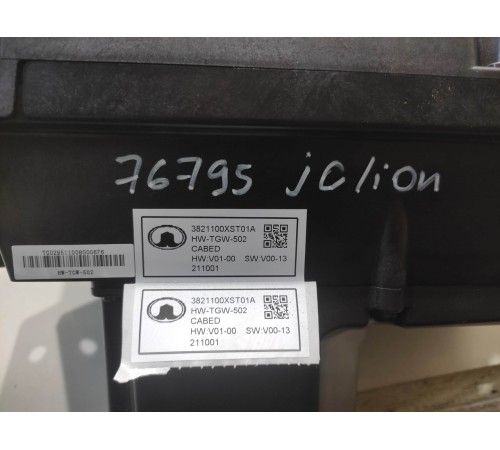 76795 jolion
3821100XST01A
HW-TGW-502
CABED
HW:V01-00 SW:V00-13
211001
HW-TGW-502
3821100XST01A
HW-TGW-502
CABED
HW:V01-00 SW:V00-13
211001